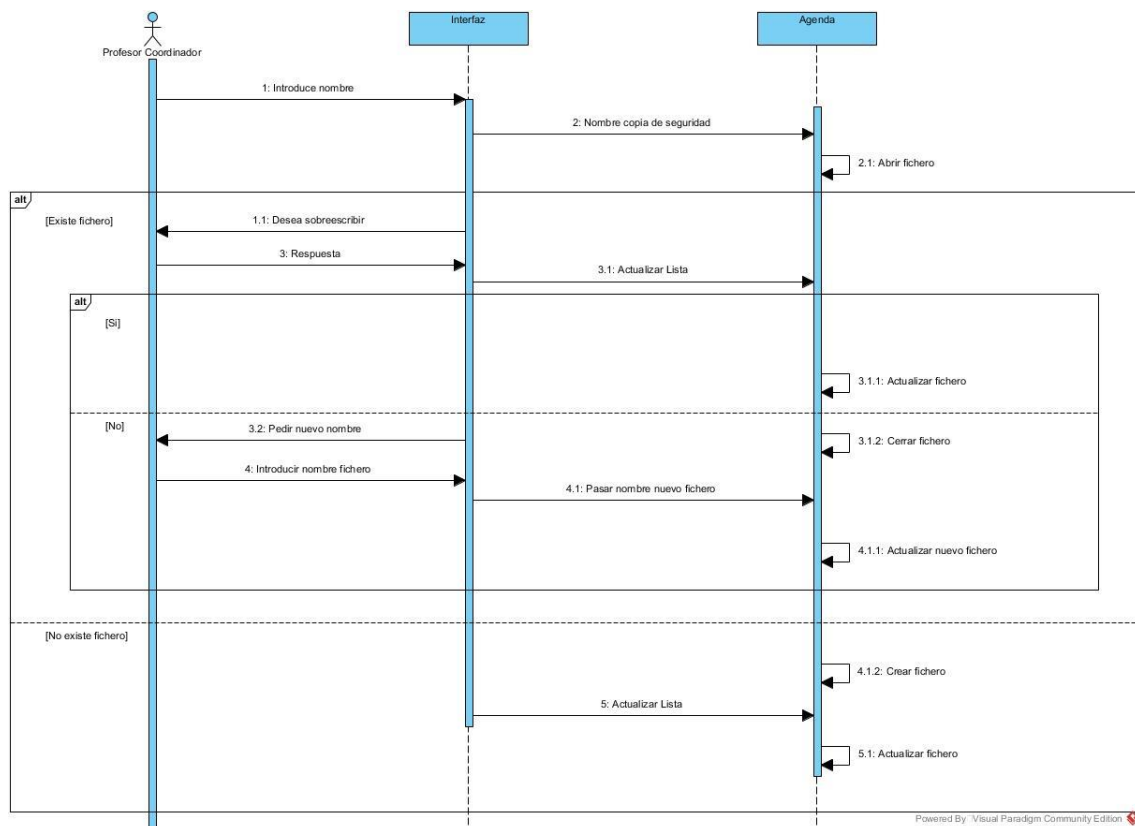 Profesor Coordinador
Interfaz
Agenda
1: Introduce nombre
2: Nombre copia de seguridad
2.1: Abrir fichero
alt
[Existe fichero]
1.1: Desea sobreescribir
3: Respuesta
3.1: Actualizar Lista
alt
[Si]
3.1.1: Actualizar fichero
[No]
3.2: Pedir nuevo nombre
3.1.2: Cerrar fichero
4: Introducir nombre fichero
4.1: Pasar nombre nuevo fichero
4.1.1: Actualizar nuevo fichero
[No existe fichero]
4.1.2: Crear fichero
5: Actualizar Lista
5.1: Actualizar fichero
Powered By Visual Paradigm Community Edition